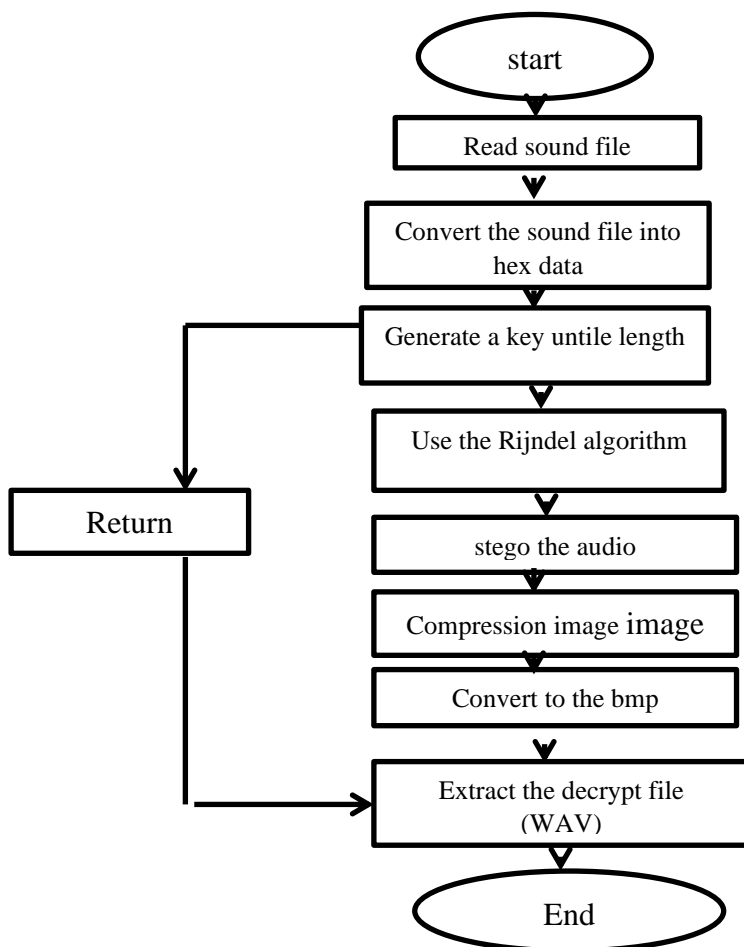 start
Read sound file
Convert the sound file into
hex data
Generate a key untile length
Use the Rijndel algorithm
Return
stego the audio
Compression image image
Convert to the bmp
Extract the decrypt file
(WAV)
End